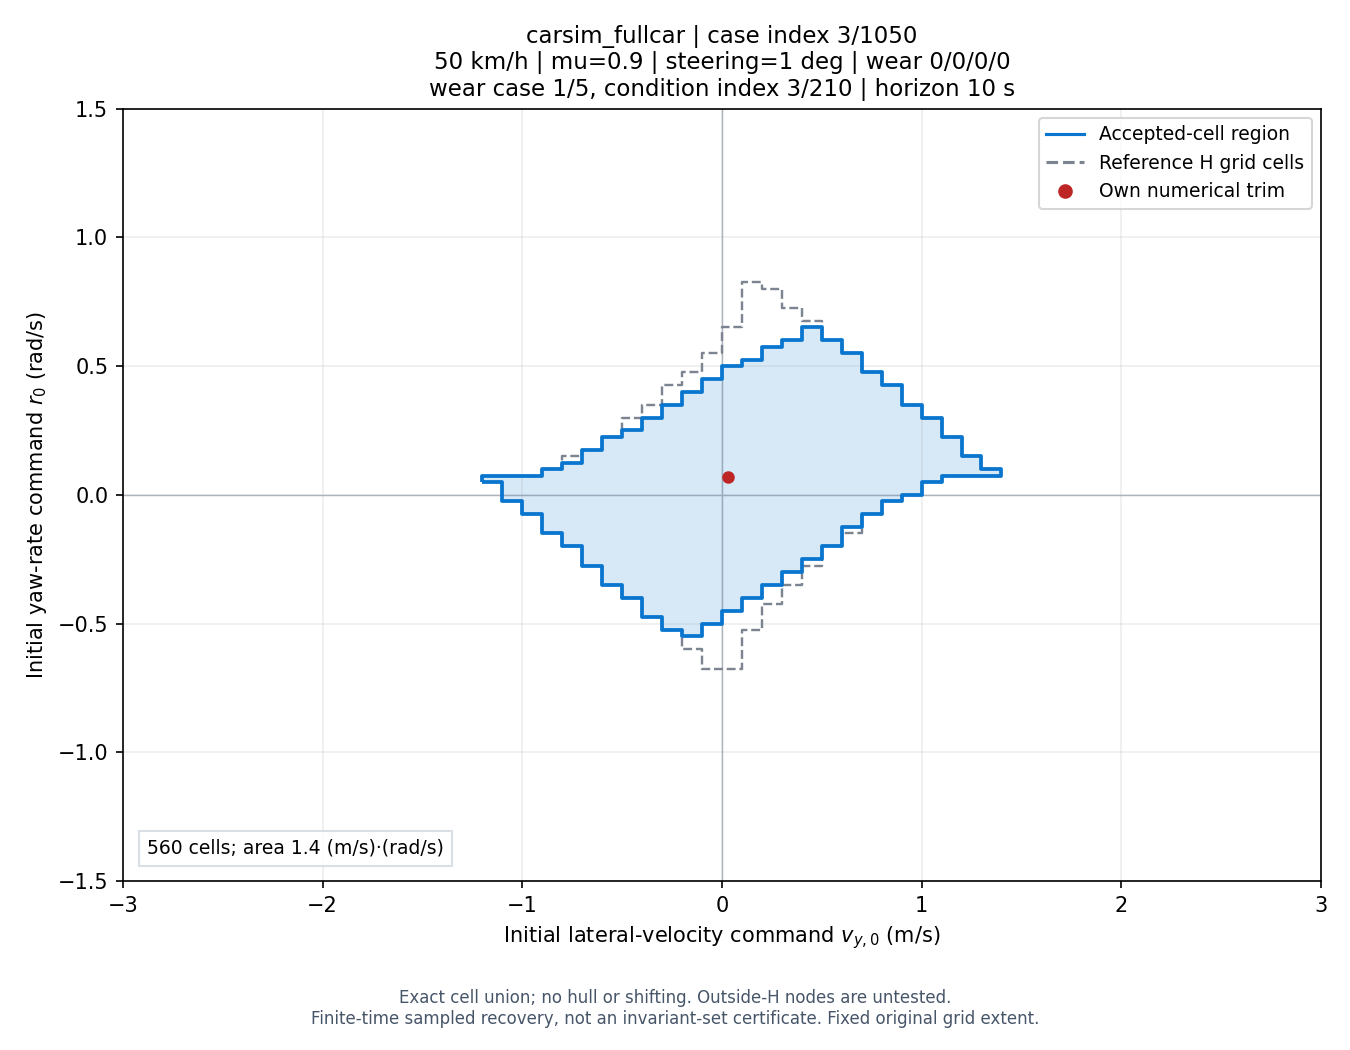 carsim_fullcar | case index 3/1050
50 km/h | mu=0.9 | steering=1 deg | wear 0/0/0/0
wear case 1/5, condition index 3/210 | horizon 10 s
Accepted-cell region
Reference H grid cells
Own numerical trim
1.5
1.0
0.5
0.0
−0.5
−1.0
−1.5
Initial yaw-rate command r0 (rad/s)
560 cells; area 1.4 (m/s)·(rad/s)
−3
−2
−1
0
1
2
3
Initial lateral-velocity command vy,0 (m/s)
Exact cell union; no hull or shifting. Outside-H nodes are untested.
Finite-time sampled recovery, not an invariant-set certificate. Fixed original grid extent.